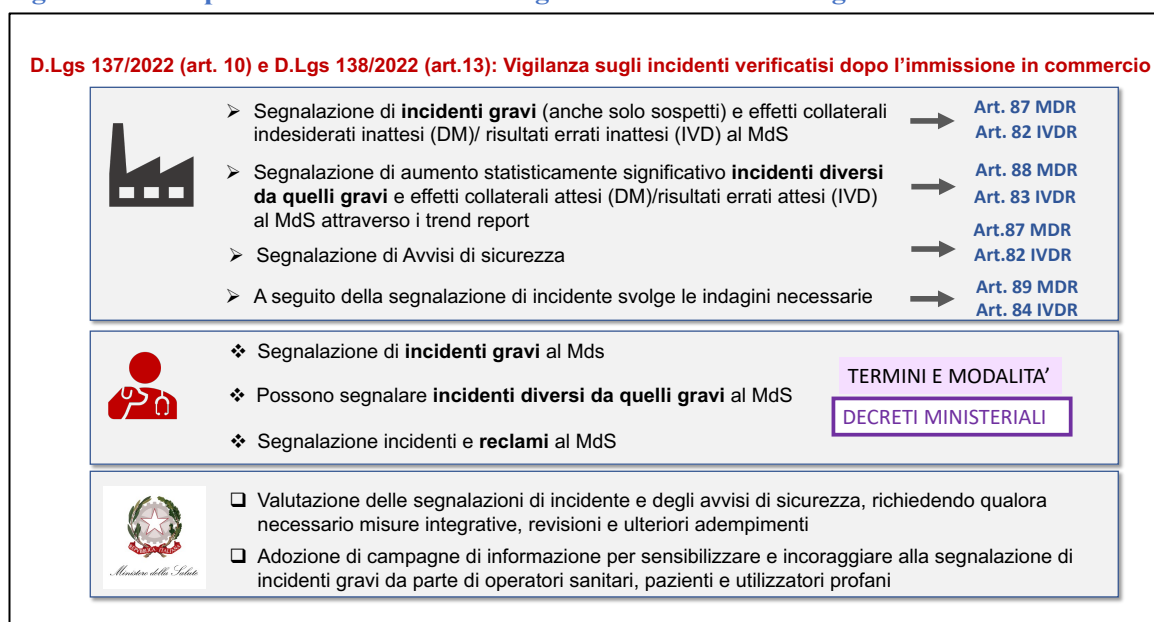 D.Lgs 137/2022 (art. 10) e D.Lgs 138/2022 (art.13): Vigilanza sugli incidenti verificatisi dopo l'immissione in commercio
➢ Segnalazione di incidenti gravi (anche solo sospetti) e effetti collaterali
indesiderati inattesi (DM)/ risultati errati inattesi (IVD) al MdS
Art. 87 MDR
Art. 82 IVDR
➢ Segnalazione di aumento statisticamente significativo incidenti diversi
da quelli gravi e effetti collaterali attesi (DM)/risultati errati attesi (IVD)
al MdS attraverso i trend report
Art. 88 MDR
Art. 83 IVDR
➢ Segnalazione di Avvisi di sicurezza
Art.87 MDR
Art.82 IVDR
➢ A seguito della segnalazione di incidente svolge le indagini necessarie
Art. 89 MDR
Art. 84 IVDR
❖ Segnalazione di incidenti gravi al Mds
❖ Possono segnalare incidenti diversi da quelli gravi al MdS
❖ Segnalazione incidenti e reclami al MdS
TERMINI E MODALITA'
DECRETI MINISTERIALI
Ministero della Salute
❑ Valutazione delle segnalazioni di incidente e degli avvisi di sicurezza, richiedendo qualora
necessario misure integrative, revisioni e ulteriori adempimenti
❑ Adozione di campagne di informazione per sensibilizzare e incoraggiare alla segnalazione di
incidenti gravi da parte di operatori sanitari, pazienti e utilizzatori profani